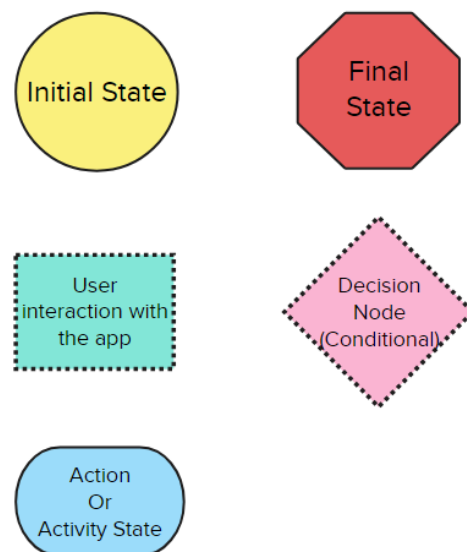 Initial State
Final
State
User
interaction with
the app
Decision
Node
(Conditional)
Action
Or
Activity State